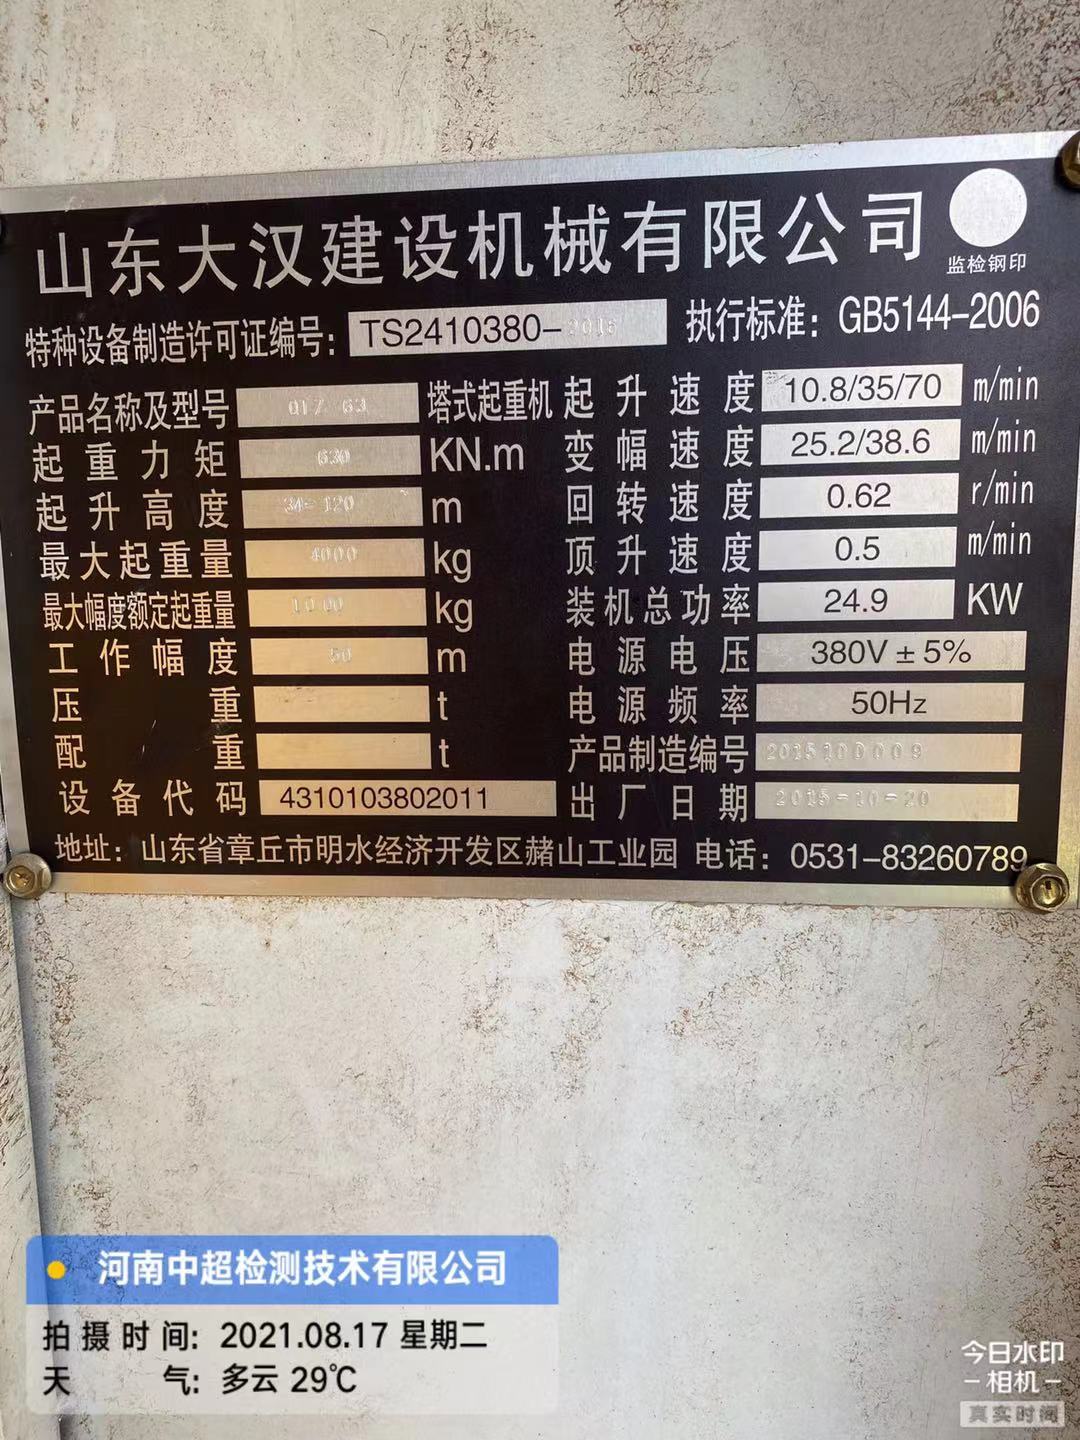 山东大汉建设机械有限公司
监检钢印
特种设备制造许可证编号: TS2410380-2016 执行标准: GB5144-2006
产品名称及型号 QTZ 63 塔式起重机 起升速度 10.8/35/70 m/min
起重力矩 630 KN.m 变幅速度 25.2/38.6 m/min
起升高度 34-120 m 回转速度 0.62 r/min
最大起重量 4000 kg 顶升速度 0.5 m/min
最大幅度额定起重量 1000 kg 装机总功率 24.9 KW
工作幅度 50 m 电源电压 380V±5%
压重 t 电源频率 50Hz
配重 t 产品制造编号 2015100009
设备代码 4310103802011 出厂日期 2015-10-20
地址: 山东省章丘市明水经济开发区赭山工业园 电话: 0531-83260789
河南中超检测技术有限公司
拍摄时间: 2021.08.17 星期二
天气: 多云 29℃
今日水印
-相机-
真实时间